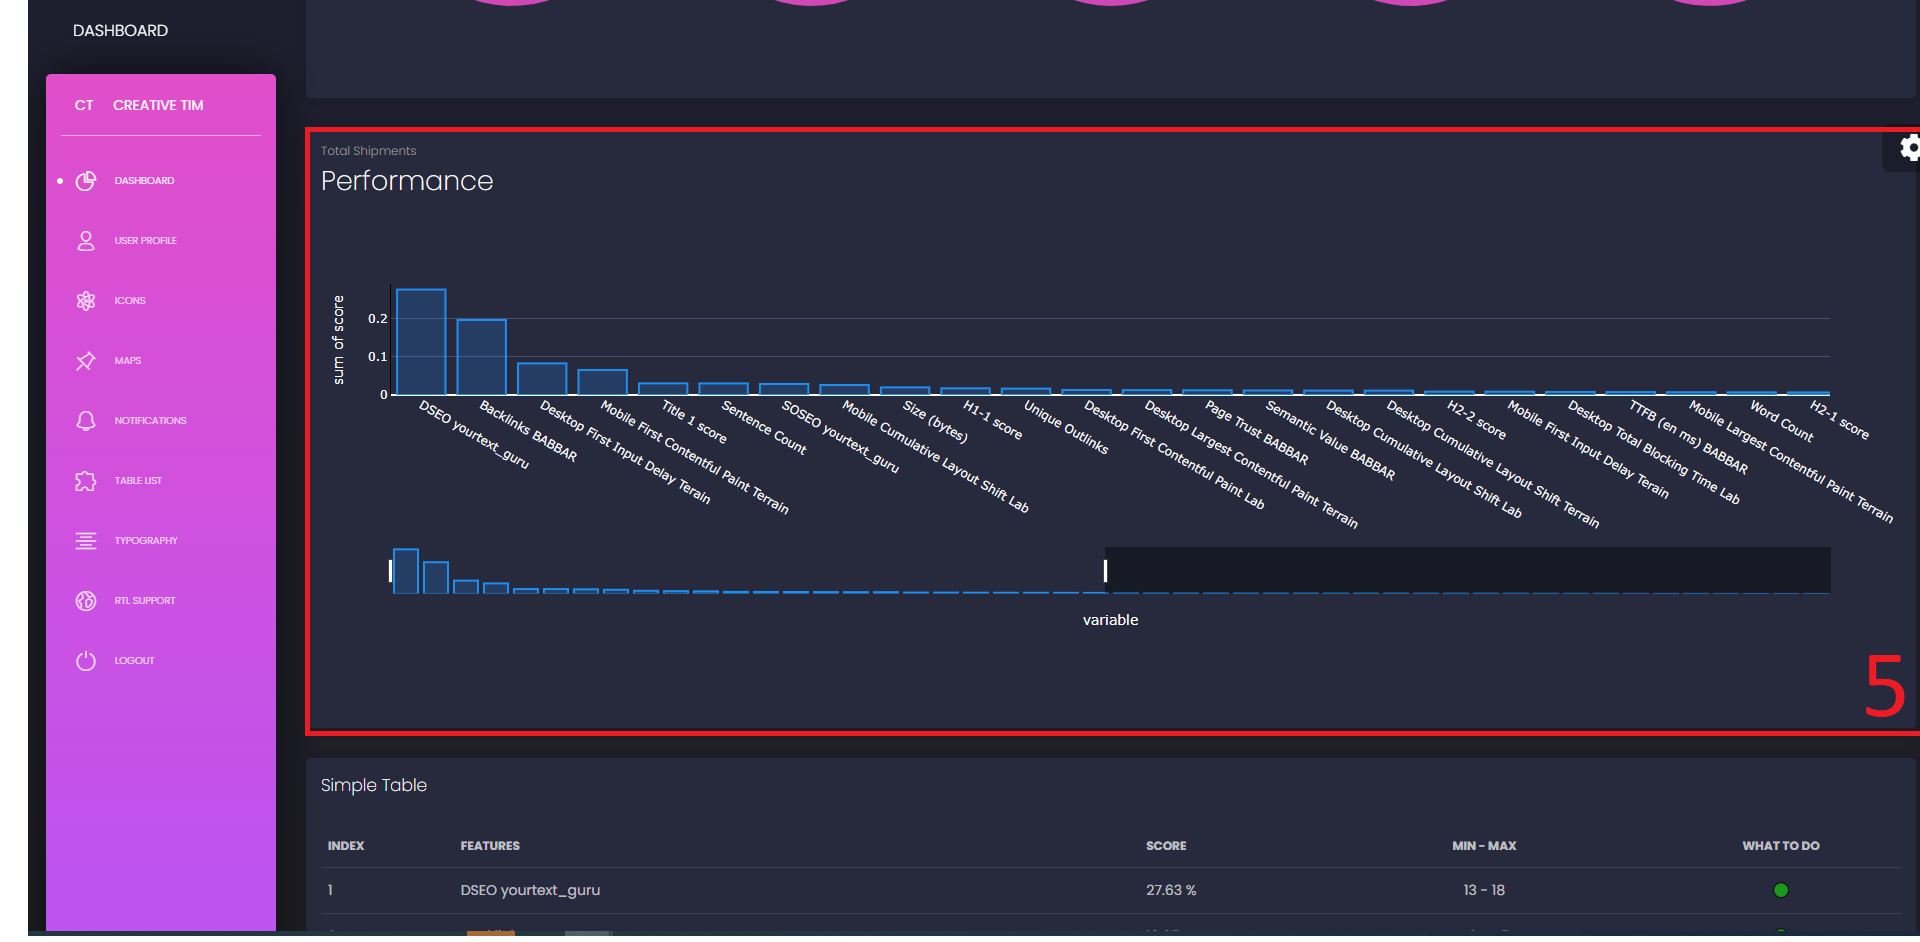 DASHBOARD
CT CREATIVE TIM
DASHBOARD
USER PROFILE
ICONS
MAPS
NOTIFICATIONS
TABLE LIST
TYPOGRAPHY
RTL SUPPORT
LOGOUT
Total Shipments
Performance
sum of score
0.2
0.1
0
DSEO yourtext_guru
Backlinks BABBAR
Desktop First Input Delay Terain
Mobile First Contentful Paint Terrain
Title 1 score
Sentence Count
SOSEO yourtext_guru
Mobile Cumulative Layout Shift Lab
Size (bytes)
H1-1 score
Unique Outlinks
Desktop First Contentful Paint Lab
Desktop Largest Contentful Paint Terrain
Page Trust BABBAR
Semantic Value BABBAR
Desktop Cumulative Layout Shift Lab
Desktop Cumulative Layout Shift Terrain
H2-2 score
Mobile First Input Delay Terain
Desktop Total Blocking Time Lab
TTFB (en ms) BABBAR
Mobile Largest Contentful Paint Terrain
Word Count
H2-1 score
variable
5
Simple Table
INDEX FEATURES SCORE MIN - MAX WHAT TO DO
1 DSEO yourtext_guru 27.63 % 13 - 18